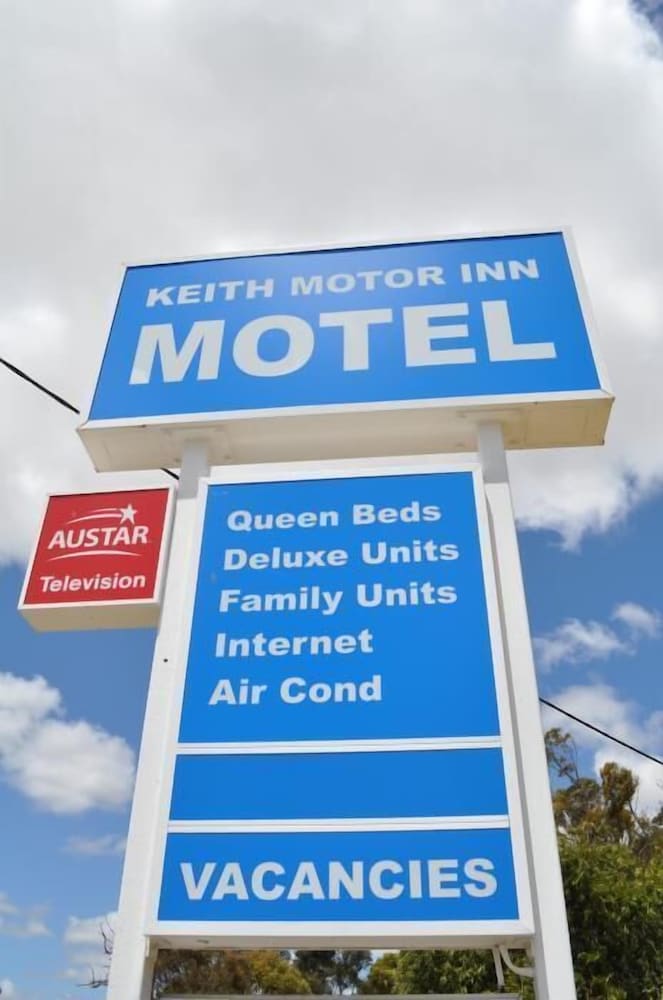 KEITH MOTOR INN
MOTEL
AUSTAR
Television
Queen Beds
Deluxe Units
Family Units
Internet
Air Cond
VACANCIES